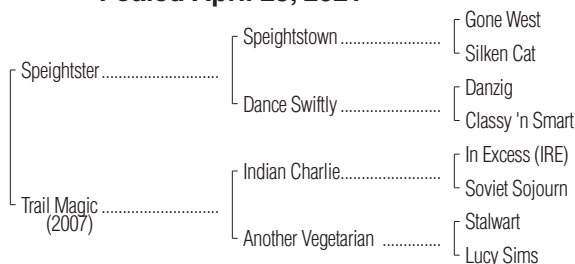 Foaled April 2021
Gone West
Speightstown
Silken Cat
Speightster
Danzig
Dance Swiftly
Classy 'n Smart
In Excess (IRE)
Indian Charlie
Soviet Sojourn
Trail Magic
(2007)
Stalwart
Another Vegetarian
Lucy Sims